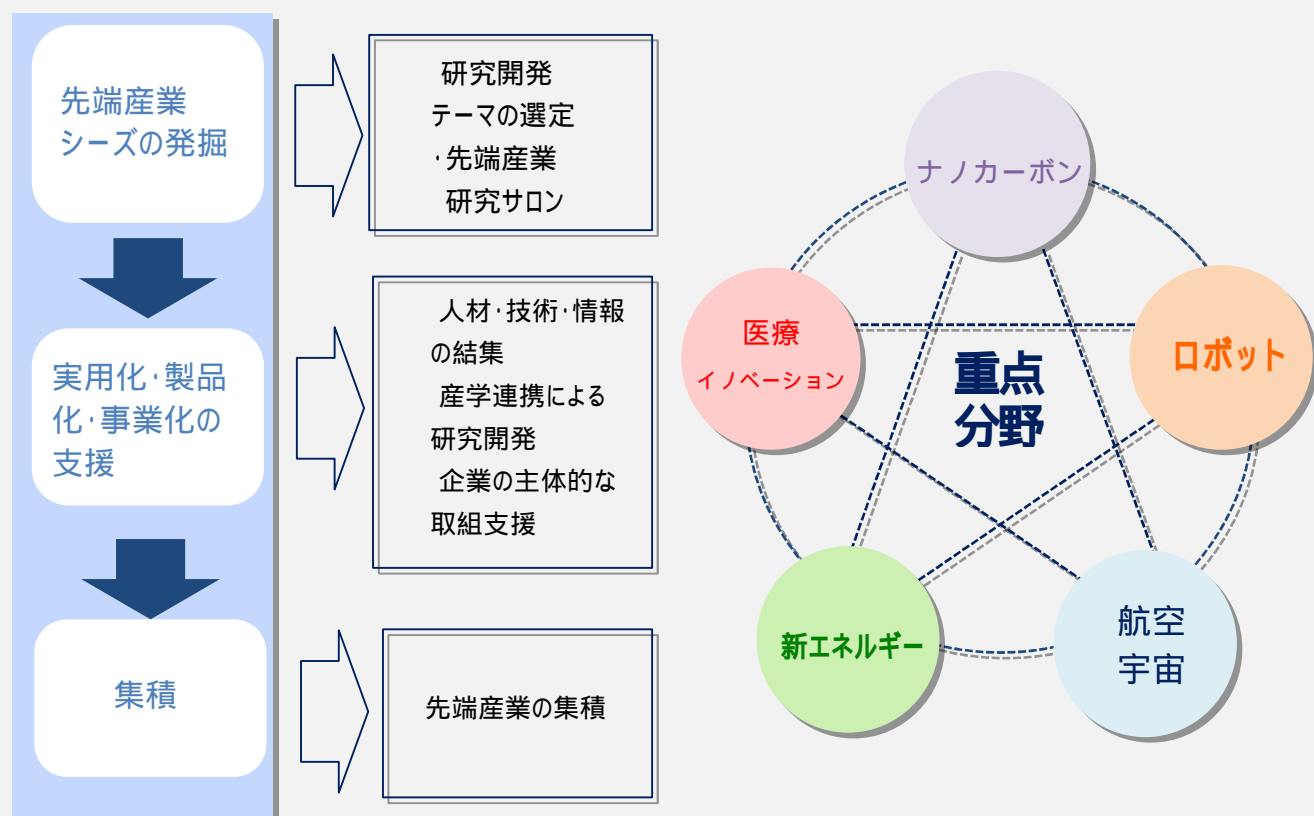 先端産業
シーズの発掘
研究開発
テーマの選定
・先端産業
研究サロン
実用化・製品
化・事業化の
支援
人材・技術・情報
の結集
産学連携による
研究開発
企業の主体的な
取組支援
集積
先端産業の集積
ナノカーボン
医療
イノベーション
重点
分野
ロボット
新エネルギー
航空
宇宙